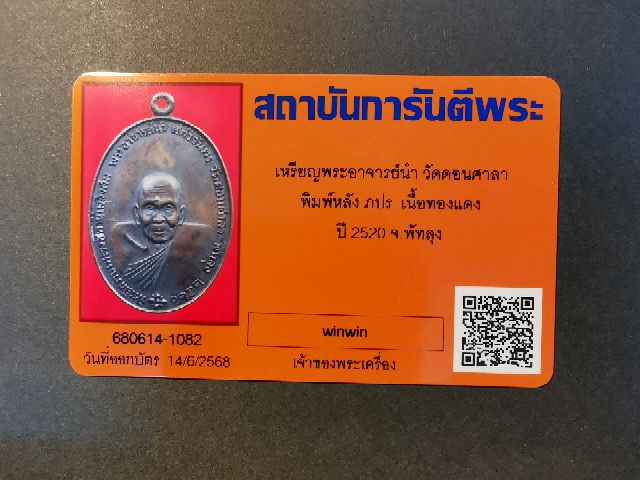 สถาบันการันตีพระ
เหรียญพระอาจารย์นำ วัดดอนศาลา
พิมพ์หลัง ภปร. เนื้อทองแดง
ปี 2520 จ.พัทลุง
winwin
เจ้าของพระเครื่อง
680614-1082
วันที่ออกบัตร 14/6/2568